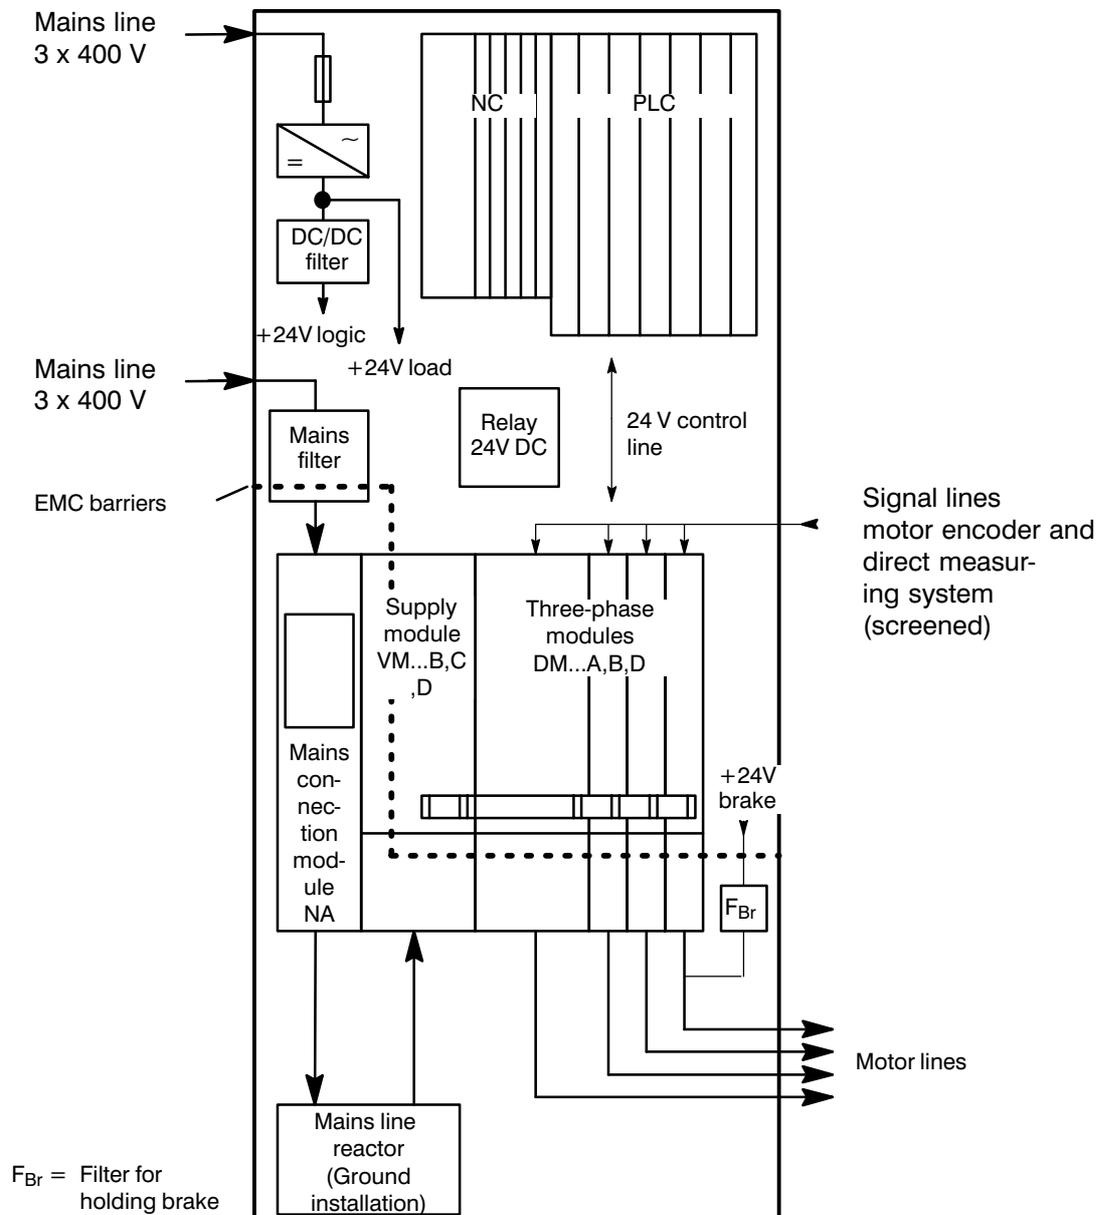 Mains line
3 x 400 V
NC
PLC
~
=
DC/DC
filter
+24V logic
+24V load
Mains line
3 x 400 V
Mains
filter
Relay
24V DC
24 V control
line
EMC barriers
Signal lines
motor encoder and
direct measur-
ing system
(screened)
Supply
module
VM...B,C
,D
Three-phase
modules
DM...A,B,D
Mains
con-
nec-
tion
mod-
ule
NA
+24V
brake
FBr
Motor lines
Mains line
reactor
(Ground
installation)
FBr = Filter for
holding brake